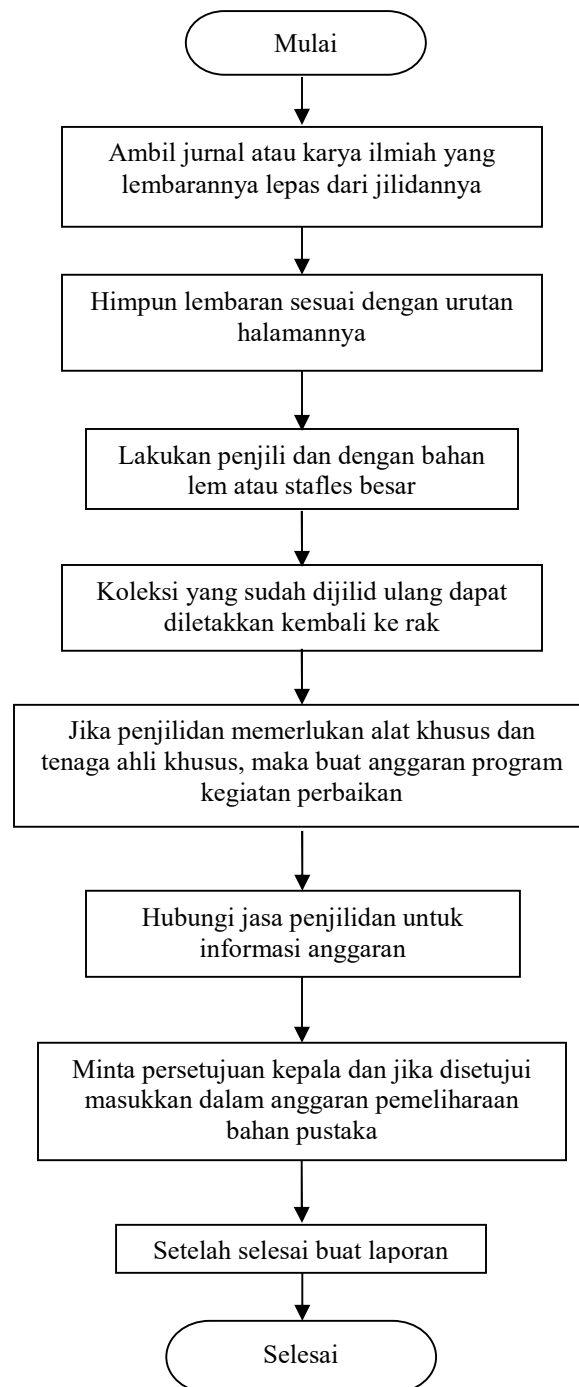 Mulai
Ambil jurnal atau karya ilmiah yang
lembarannya lepas dari jilidannya
Himpun lembaran sesuai dengan urutan
halamannya
Lakukan penjili dan dengan bahan
lem atau stafles besar
Koleksi yang sudah dijilid ulang dapat
diletakkan kembali ke rak
Jika penjilidan memerlukan alat khusus dan
tenaga ahli khusus, maka buat anggaran program
kegiatan perbaikan
Hubungi jasa penjilidan untuk
informasi anggaran
Minta persetujuan kepala dan jika disetujui
masukkan dalam anggaran pemeliharaan
bahan pustaka
Setelah selesai buat laporan
Selesai